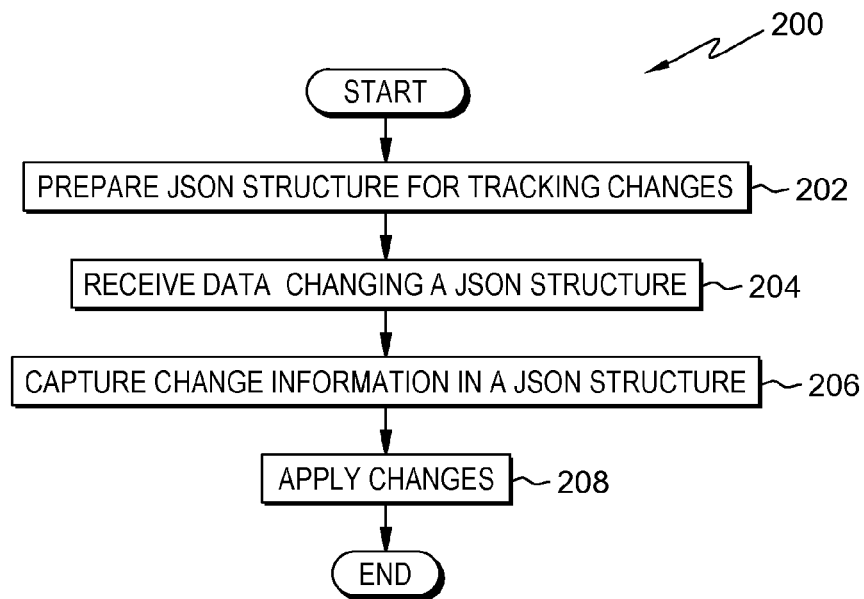 200
START
PREPARE JSON STRUCTURE FOR TRACKING CHANGES
202
RECEIVE DATA CHANGING A JSON STRUCTURE
204
CAPTURE CHANGE INFORMATION IN A JSON STRUCTURE
206
APPLY CHANGES
208
END